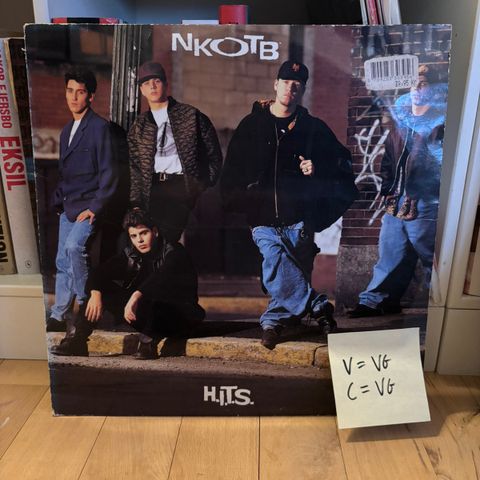 NKOTB
H.I.T.S.
V = VG
C = VG
EKSIL